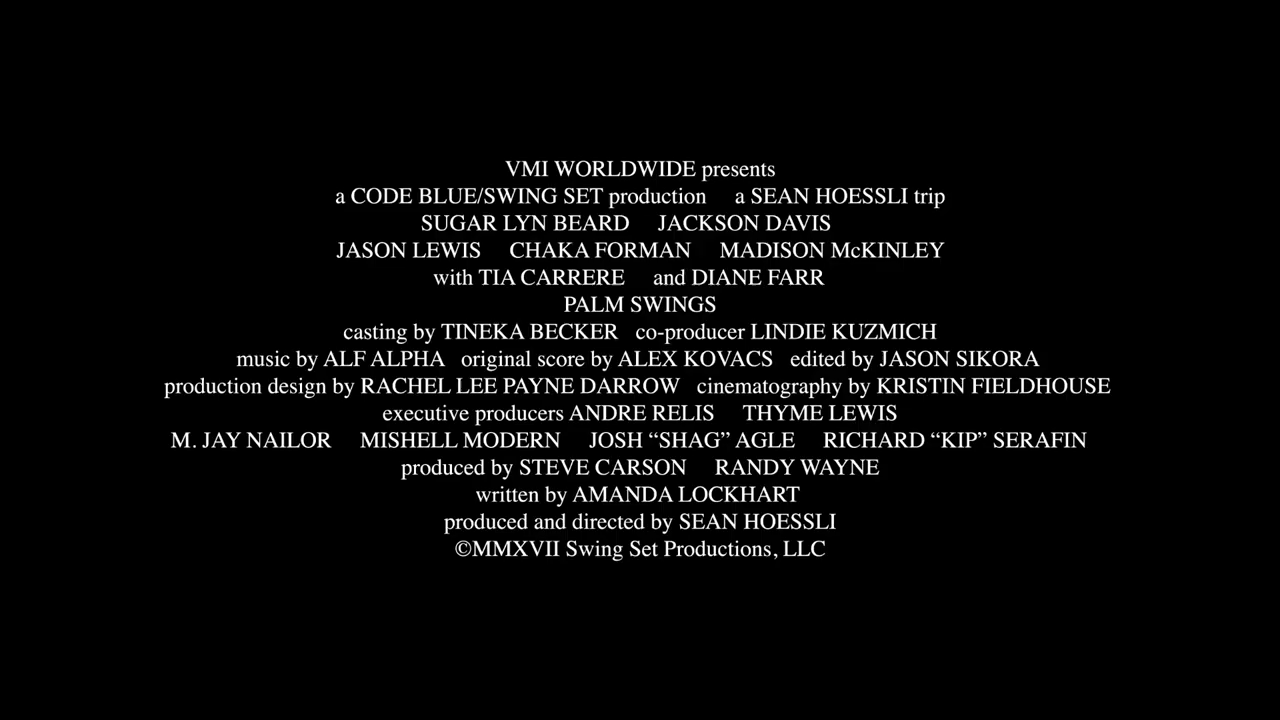 VMI WORLDWIDE presents
a CODE BLUE/SWING SET production a SEAN HOESSLI trip
SUGAR LYN BEARD JACKSON DAVIS
JASON LEWIS CHAKA FORMAN MADISON McKINLEY
with TIA CARRERE and DIANE FARR
PALM SWINGS
casting by TINEKA BECKER co-producer LINDIE KUZMICH
music by ALF ALPHA original score by ALEX KOVACS edited by JASON SIKORA
production design by RACHEL LEE PAYNE DARROW cinematography by KRISTIN FIELDHOUSE
executive producers ANDRE RELIS THYME LEWIS
M. JAY NAILOR MISHELL MODERN JOSH “SHAG” AGLE RICHARD “KIP” SERAFIN
produced by STEVE CARSON RANDY WAYNE
written by AMANDA LOCKHART
produced and directed by SEAN HOESSLI
©MMXVII Swing Set Productions, LLC